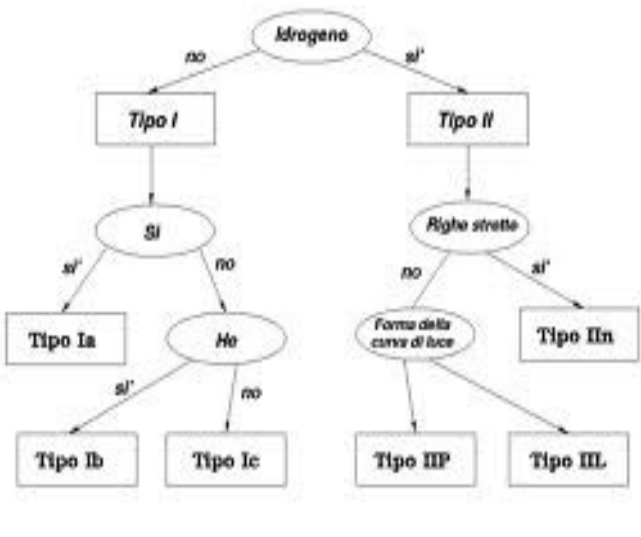 Idrogeno
no
si'
Tipo I
Tipo II
Si
Righe strette
si'
no
no
si'
Tipo Ia
He
Forma della
curva di luce
Tipo IIn
si'
no
Tipo Ib
Tipo Ic
Tipo IIP
Tipo IIL